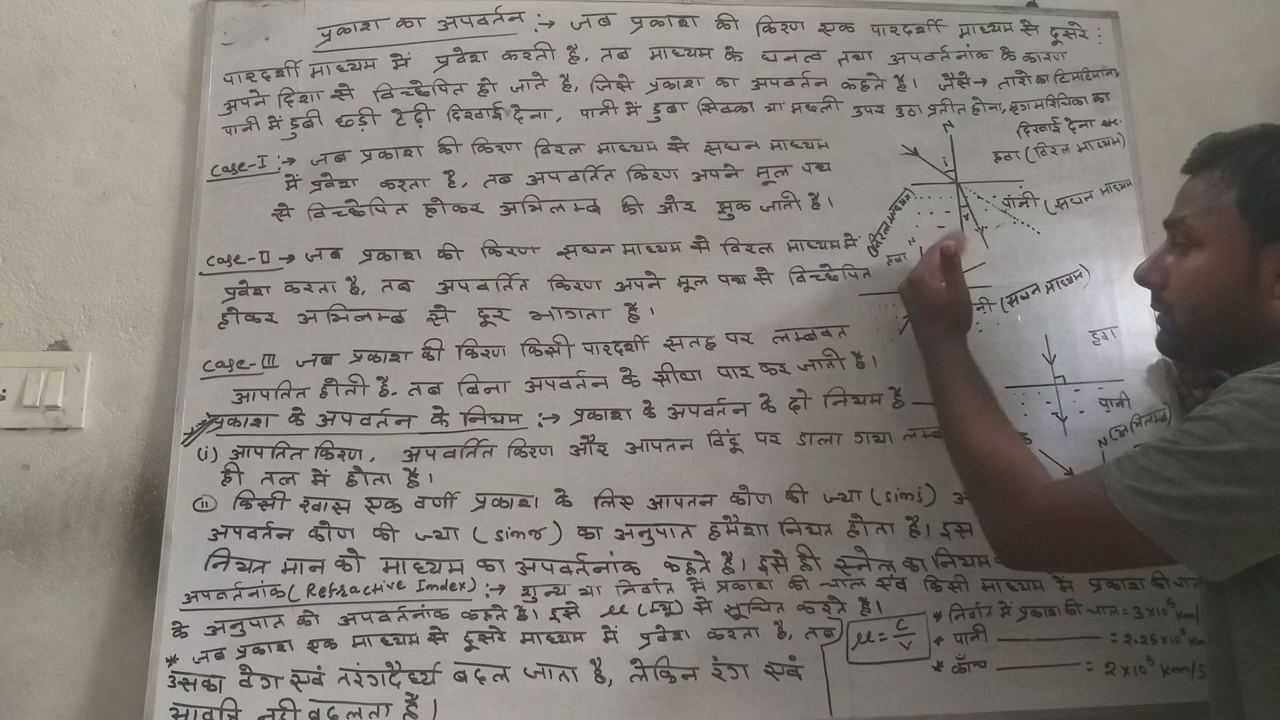 प्रकाश का अपवर्तन :→ जब प्रकाश की किरण एक पारदर्शी माध्यम से दूसरे
पारदर्शी माध्यम में प्रवेश करती है, तब माध्यम के घनत्व तथा अपवर्तनांक के कारण
अपने दिशा से विच्छेपित हो जाते है, जिसे प्रकाश का अपवर्तन कहते है। जैसे→ तारो का टिमटिमाना,
पानी में डुबी छड़ी टेढ़ी दिखाई देना, पानी में डुबा सिक्का या मछली उपर उठा प्रतीत होना, मृगमरिचिका का
दिखाई देना
case-I :→ जब प्रकाश की किरण विरल माध्यम से सघन माध्यम
में प्रवेश करता है, तब अपवर्तित किरण अपने मूल पथ
से विच्छेपित होकर अभिलम्ब की ओर झुक जाती है।
N
i
r
हवा (विरल माध्यम)
पानी (सघन माध्यम
case-II → जब प्रकाश की किरण सघन माध्यम से विरल माध्यम में
प्रवेश करता है, तब अपवर्तित किरण अपने मूल पथ से विच्छेपित
होकर अभिलम्ब से दूर भागता है।
(विरल माध्यम)
हवा
N
नी (सघन माध्यम)
case-III जब प्रकाश की किरण किसी पारदर्शी सतह पर लम्बवत
आपतित होती है, तब बिना अपवर्तन के सीधा पार कर जाती है।
हवा
पानी
प्रकाश के अपवर्तन के नियम :→ प्रकाश के अपवर्तन के दो नियम है —
(i) आपतित किरण, अपवर्तित किरण और आपतन विंदू पर डाला गया लम्ब
ही तल में होता है।
N (अभिलम्ब)
(ii) किसी खास एक वर्णी प्रकाश के लिए आपतन कोण की ज्या (sini)
अपवर्तन कोण की ज्या (sinr) का अनुपात हमेशा नियत होता है। इस
नियत मान को माध्यम का अपवर्तनांक कहते है। इसे ही स्नेल का नियम
अपवर्तनांक (Refractive Index) :→ शुन्य या निर्वात में प्रकाश की चाल एवं किसी माध्यम में प्रकाश की चाल
के अनुपात को अपवर्तनांक कहते है। इसे μ (म्यु) से सूचित करते है।
* जब प्रकाश एक माध्यम से दूसरे माध्यम में प्रवेश करता है, तब
उसका वेग एवं तरंगदैर्ध्य बदल जाता है, लेकिन रंग एवं
आवृत्ति नही बदलता है।
μ = c/v
* निर्वात में प्रकाश की चाल = 3×10⁵ km/
* पानी ——— = 2.25×10⁵ km
* काँच ——— = 2×10⁵ km/s